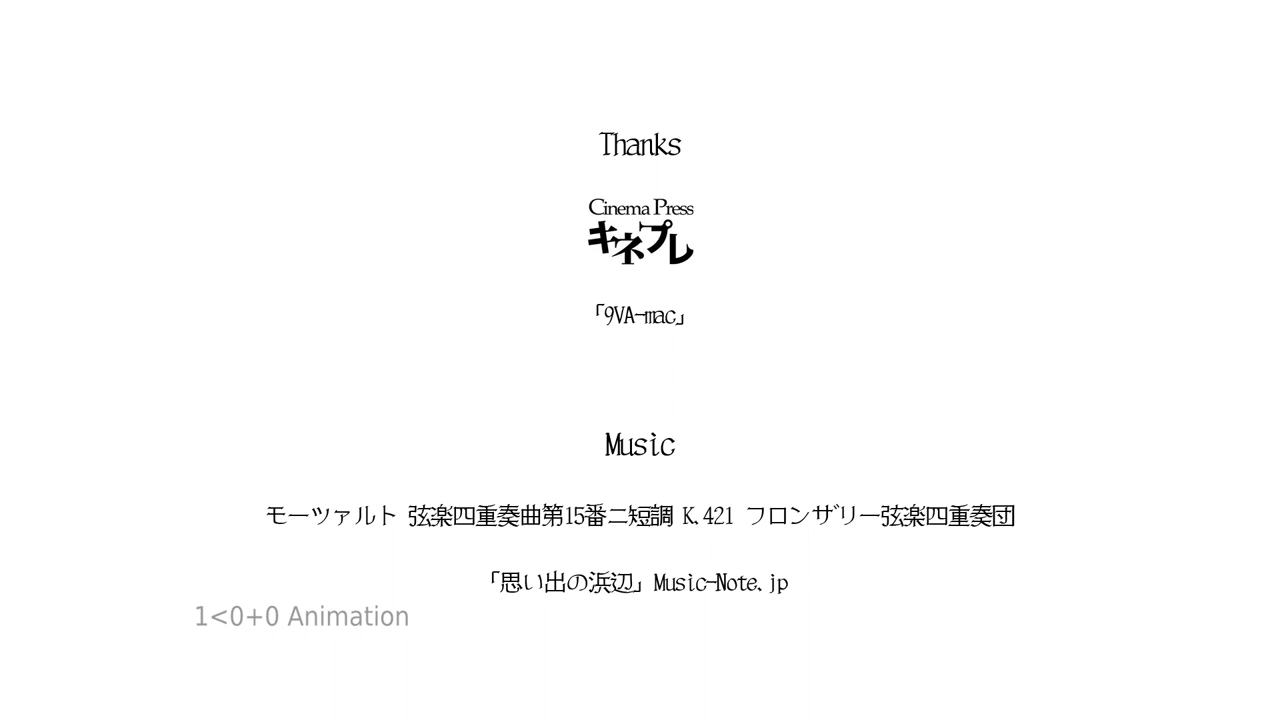 Thanks
Cinema Press
キネプレ
「9VA-mac」
Music
モーツァルト 弦楽四重奏曲第15番ニ短調 K.421 フロンザリー弦楽四重奏団
「思い出の浜辺」Music-Note.jp
1<0+0 Animation